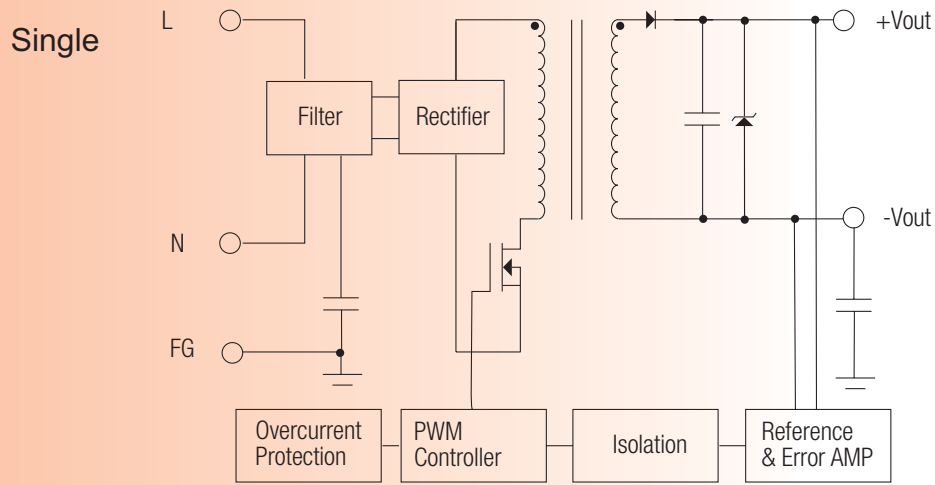 Single
L
+Vout
Filter
Rectifier
N
-Vout
FG
Overcurrent
Protection
PWM
Controller
Isolation
Reference
& Error AMP